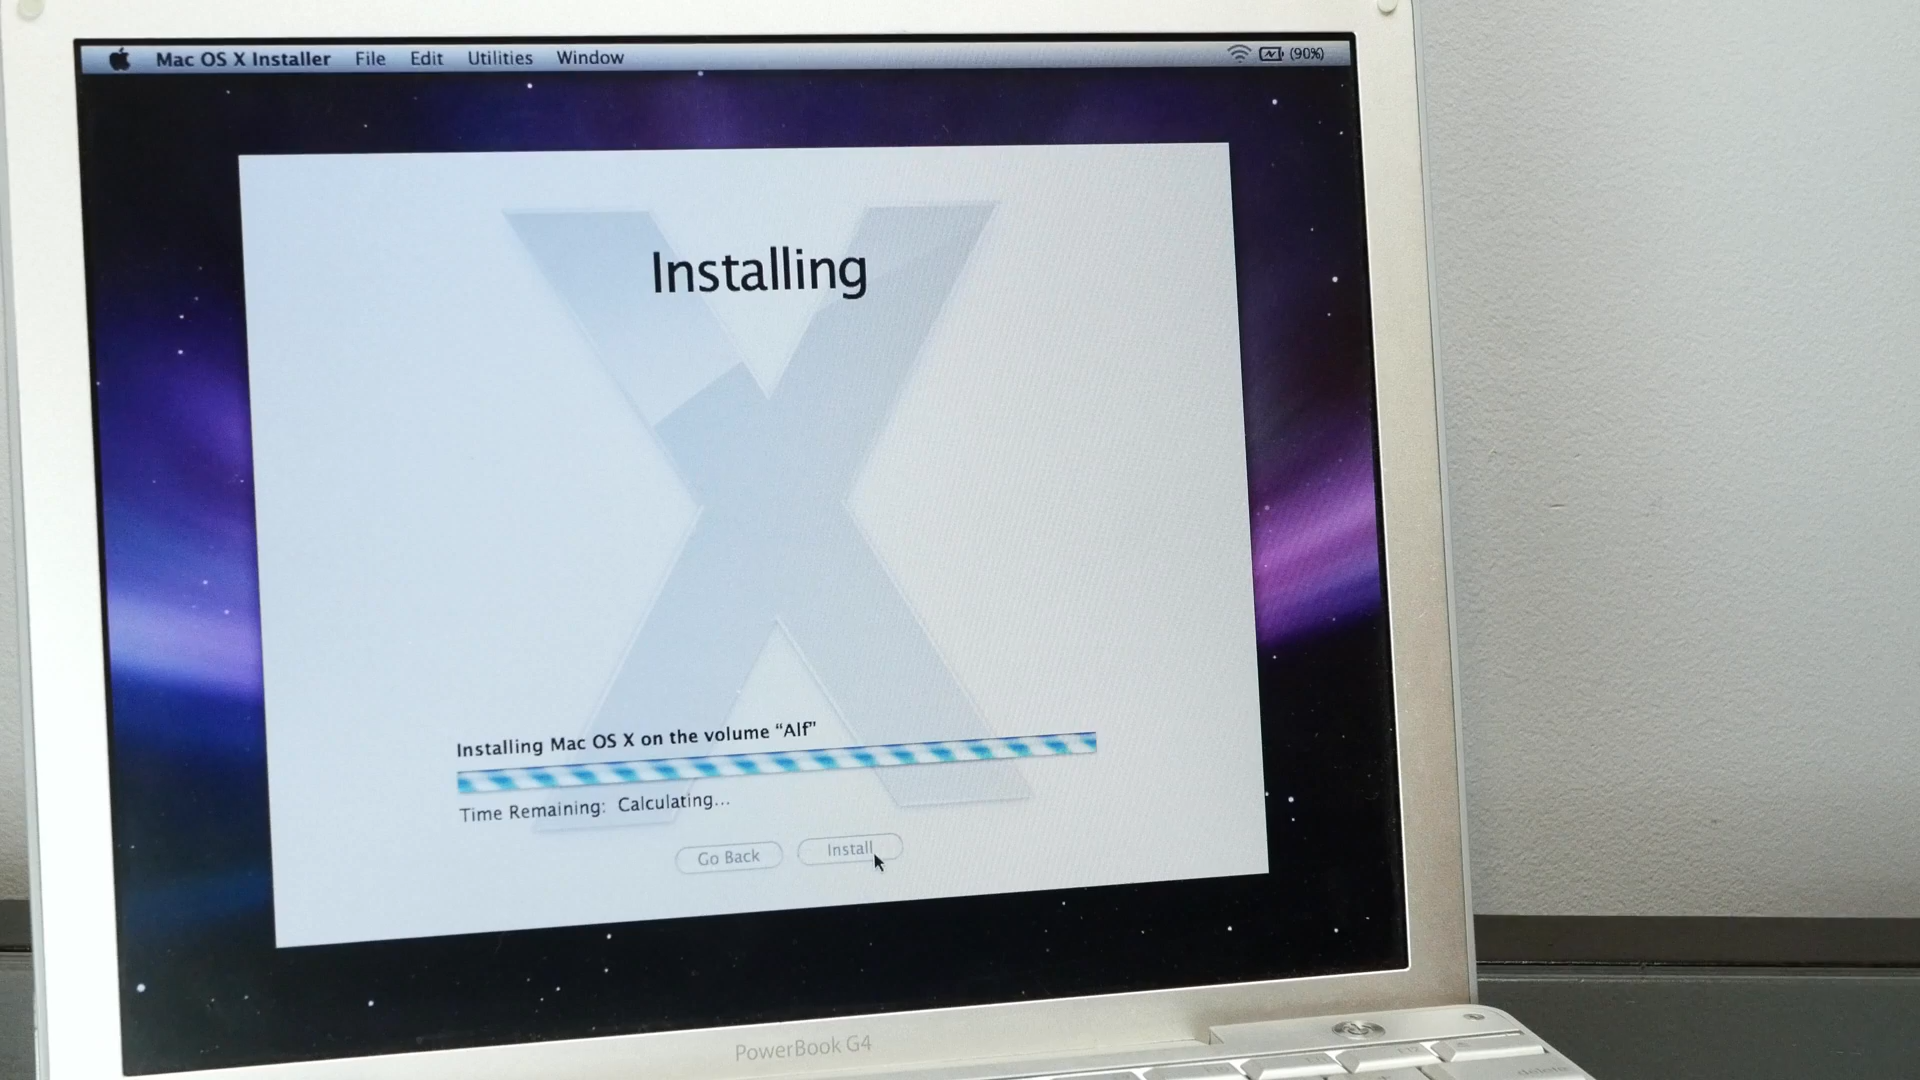 Mac OS X Installer File Edit Utilities Window (90%)
Installing
Installing Mac OS X on the volume “Alf”
Time Remaining: Calculating...
Go Back Install
PowerBook G4
delete